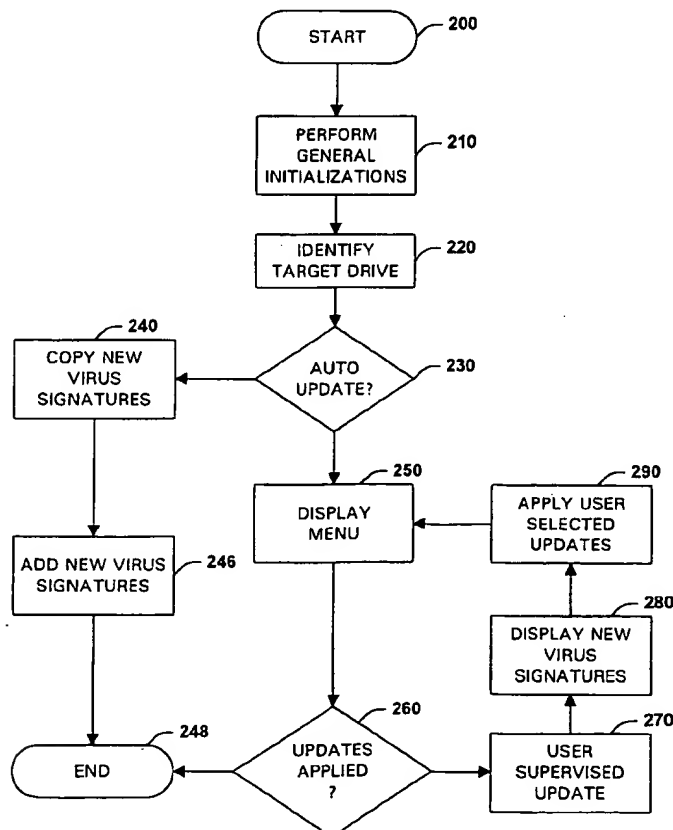 START
200
PERFORM
GENERAL
INITIALIZATIONS
210
IDENTIFY
TARGET DRIVE
220
AUTO
UPDATE?
230
240
COPY NEW
VIRUS
SIGNATURES
250
DISPLAY
MENU
290
APPLY USER
SELECTED
UPDATES
ADD NEW VIRUS
SIGNATURES
246
280
DISPLAY NEW
VIRUS
SIGNATURES
260
UPDATES
APPLIED
?
270
USER
SUPERVISED
UPDATE
248
END